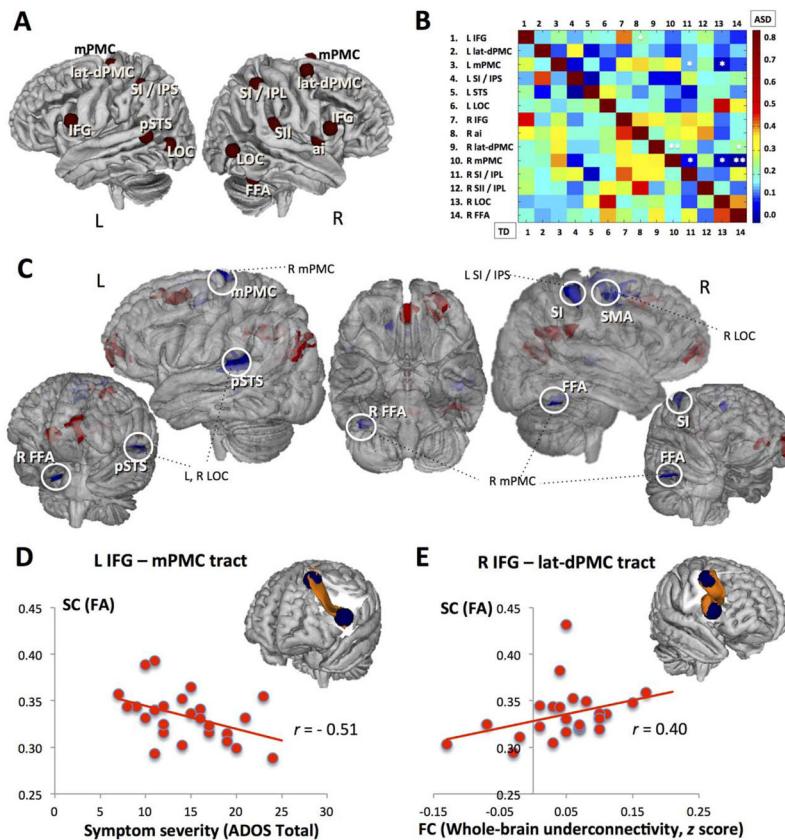 A
mPMC
lat-dPMC
SI / IPS
IFG
pSTS
LOC
L
mPMC
SI / IPL
lat-dPMC
SII
IFG
LOC
ai
FFA
R
B
ASD
1 2 3 4 5 6 7 8 9 10 11 12 13 14
1. L IFG
2. L lat-dPMC
3. L mPMC
4. L SI / IPS
5. L STS
6. L LOC
7. R IFG
8. R ai
9. R lat-dPMC
10. R mPMC
11. R SI / IPL
12. R SII / IPL
13. R LOC
14. R FFA
TD
1 2 3 4 5 6 7 8 9 10 11 12 13 14
0.8
0.7
0.6
0.5
0.4
0.3
0.2
0.1
0.0
C
L
R mPMC
mPMC
pSTS
R FFA
pSTS
L, R LOC
R FFA
R mPMC
L SI / IPS
R
SI
SMA
R LOC
FFA
SI
FFA
D
L IFG – mPMC tract
SC (FA)
0.45
0.40
0.35
0.30
0.25
r = - 0.51
0 5 10 15 20 25 30
Symptom severity (ADOS Total)
E
R IFG – lat-dPMC tract
SC (FA)
0.45
0.40
0.35
0.30
0.25
r = 0.40
-0.15 -0.05 0.05 0.15 0.25
FC (Whole-brain underconnectivity, z score)